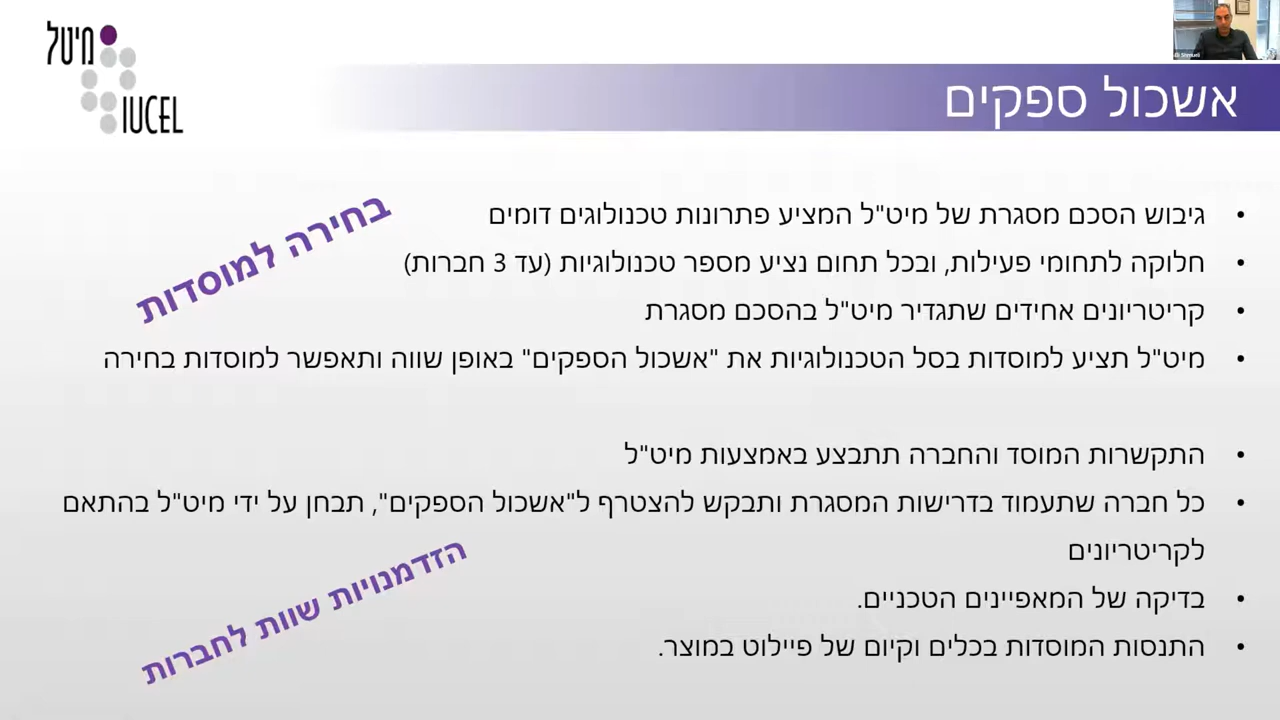 מיטל
IUCEL
אשכול ספקים
בחירה למוסדות
• גיבוש הסכם מסגרת של מיט"ל המציע פתרונות טכנולוגים דומים
• חלוקה לתחומי פעילות, ובכל תחום נציע מספר טכנולוגיות (עד 3 חברות)
• קריטריונים אחידים שתגדיר מיט"ל בהסכם מסגרת
• מיט"ל תציע למוסדות בסל הטכנולוגיות את "אשכול הספקים" באופן שווה ותאפשר למוסדות בחירה
• התקשרות המוסד והחברה תתבצע באמצעות מיט"ל
• כל חברה שתעמוד בדרישות המסגרת ותבקש להצטרף ל"אשכול הספקים", תבחן על ידי מיט"ל בהתאם
לקריטריונים
• בדיקה של המאפיינים הטכניים.
• התנסות המוסדות בכלים וקיום של פיילוט במוצר.
הזדמנויות שוות לחברות